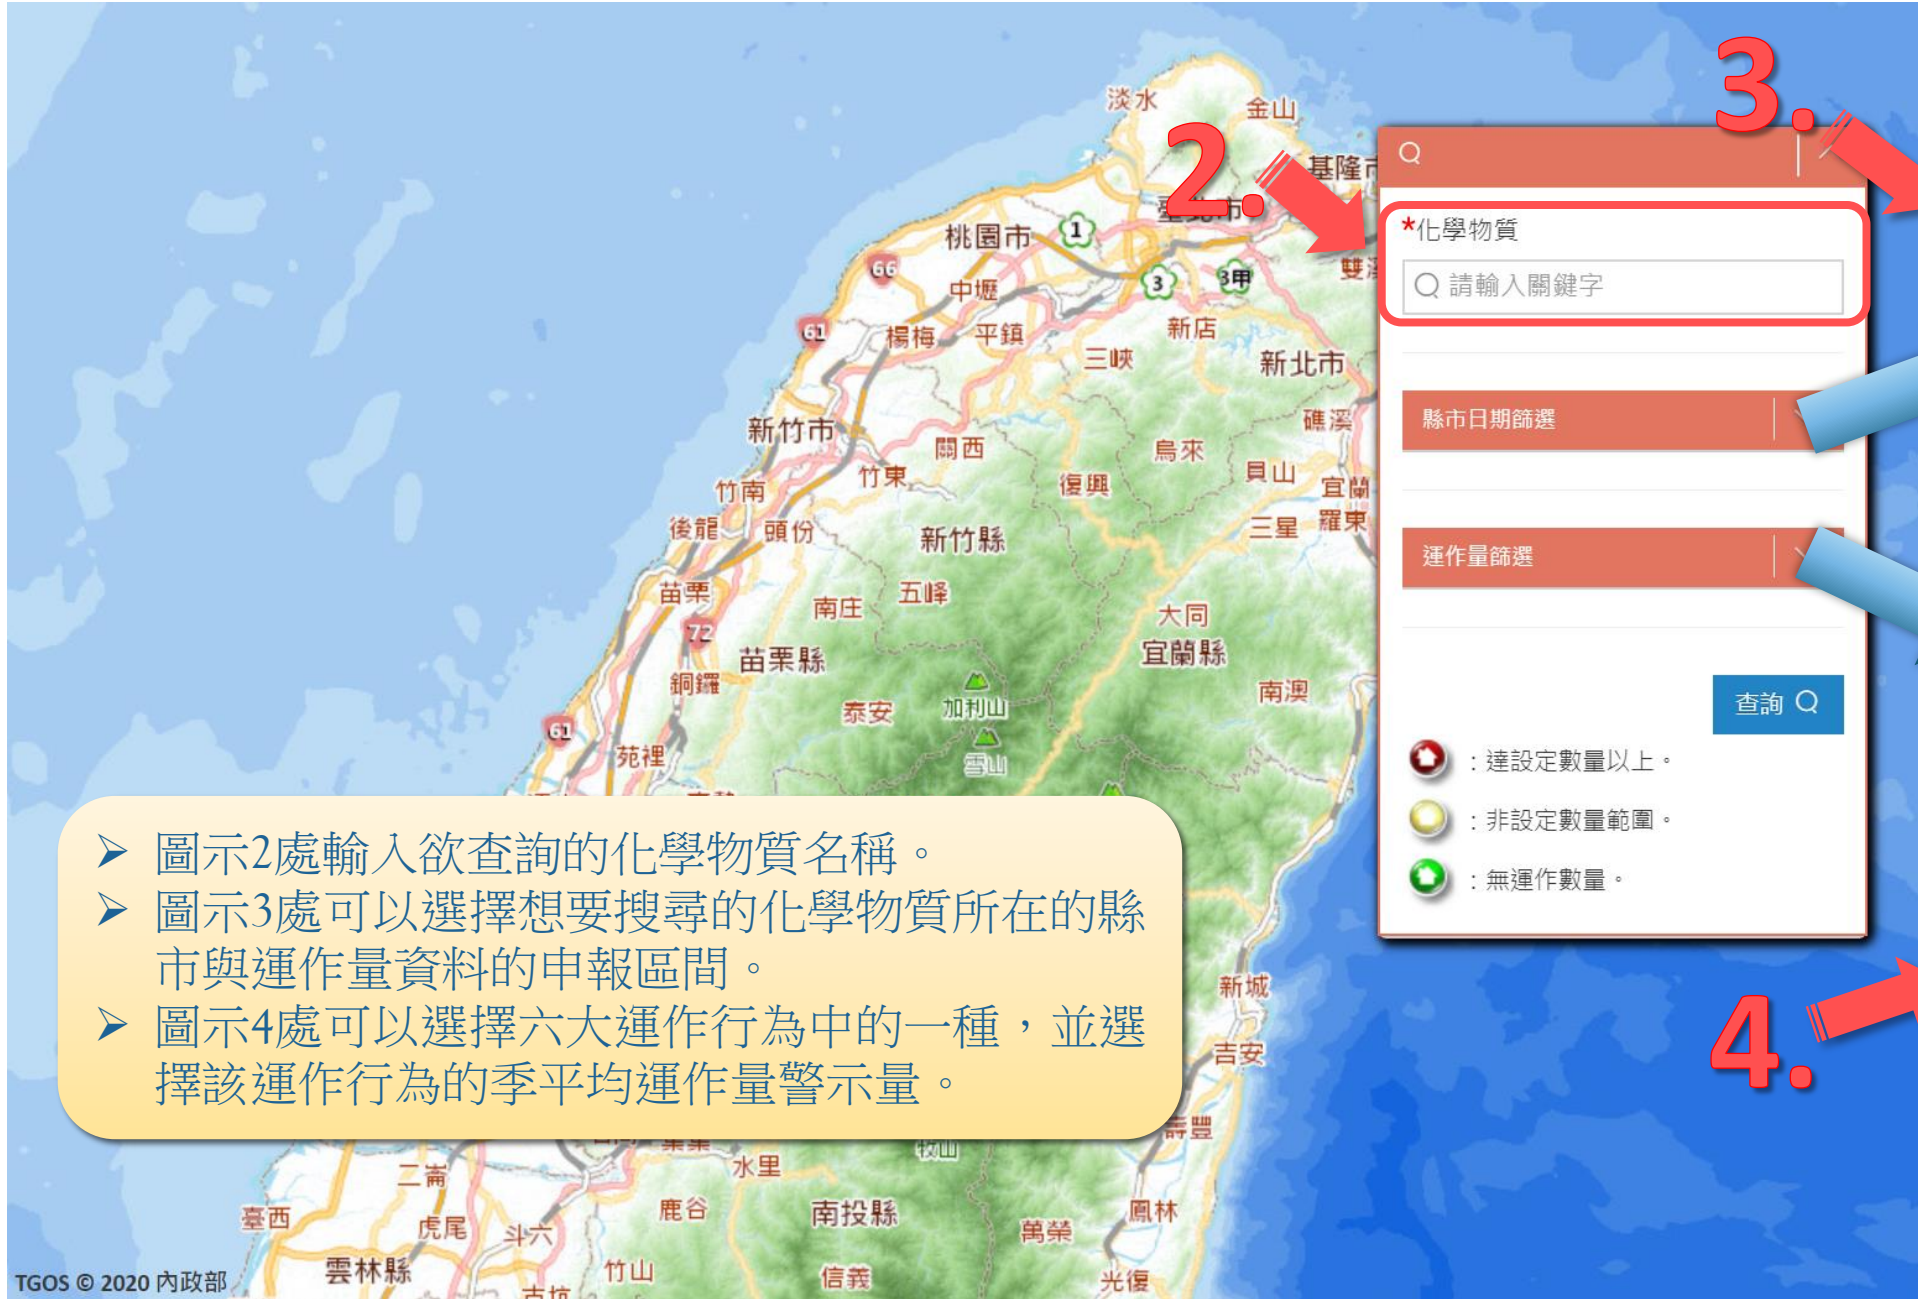 淡水
金山
3.
2.
基隆市
*化學物質
請輸入關鍵字
桃園市
1
66
中壢
3
3甲
61
楊梅
平鎮
新店
三峽
新北市
縣市日期篩選
新竹市
關西
烏來
礁溪
竹東
復興
員山
宜蘭
竹南
後龍
頭份
新竹縣
三星
羅東
運作量篩選
苗栗
南庄
五峰
大同
72
苗栗縣
宜蘭縣
銅鑼
泰安
加利山
南澳
查詢
61
苑裡
雪山
：達設定數量以上。
：非設定數量範圍。
：無運作數量。
➢ 圖示2處輸入欲查詢的化學物質名稱。
➢ 圖示3處可以選擇想要搜尋的化學物質所在的縣
市與運作量資料的申報區間。
➢ 圖示4處可以選擇六大運作行為中的一種，並選
擇該運作行為的季平均運作量警示量。
新城
4.
吉安
壽豐
水里
二崙
臺西
虎尾
斗六
鹿谷
南投縣
萬榮
鳳林
雲林縣
竹山
信義
光復
TGOS © 2020 內政部